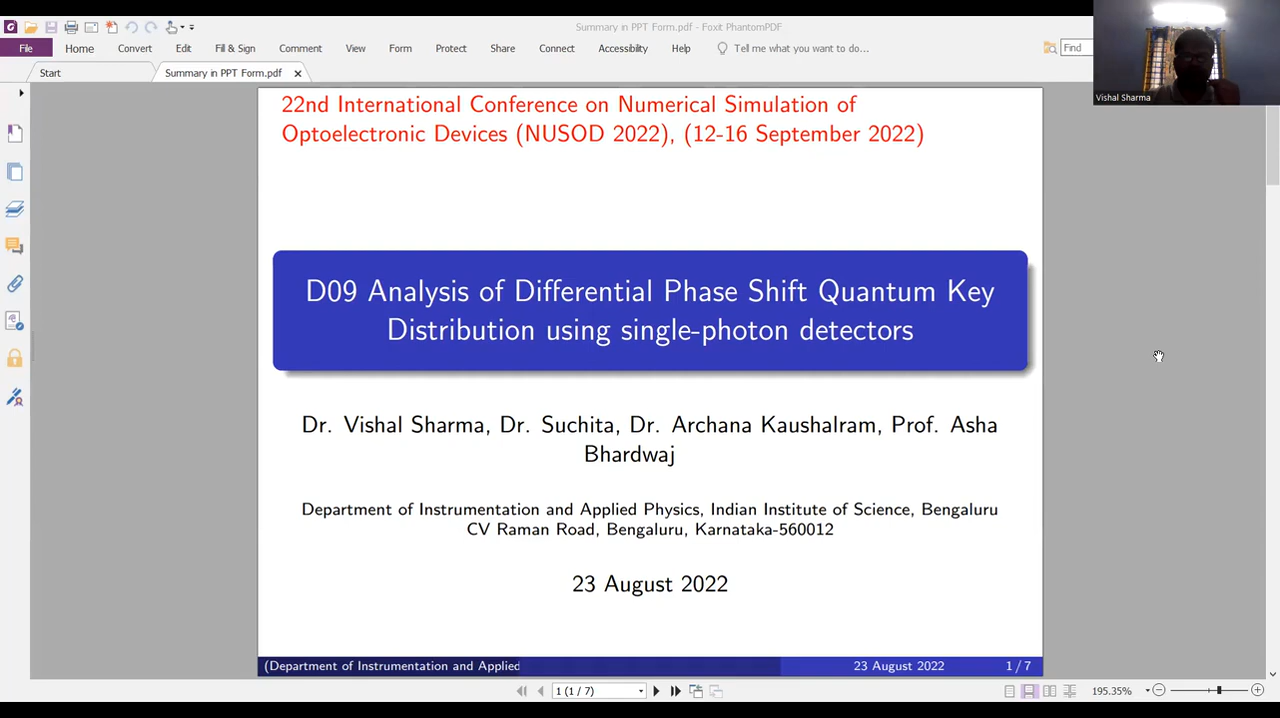 Summary in PPT Form.pdf - Foxit PhantomPDF
File Home Convert Edit Fill & Sign Comment View Form Protect Share Connect Accessibility Help Tell me what you want to do... Find
Start Summary in PPT Form.pdf
Vishal Sharma
22nd International Conference on Numerical Simulation of
Optoelectronic Devices (NUSOD 2022), (12-16 September 2022)
D09 Analysis of Differential Phase Shift Quantum Key
Distribution using single-photon detectors
Dr. Vishal Sharma, Dr. Suchita, Dr. Archana Kaushalram, Prof. Asha
Bhardwaj
Department of Instrumentation and Applied Physics, Indian Institute of Science, Bengaluru
CV Raman Road, Bengaluru, Karnataka-560012
23 August 2022
(Department of Instrumentation and Applied 23 August 2022 1 / 7
1 (1 / 7) 195.35%